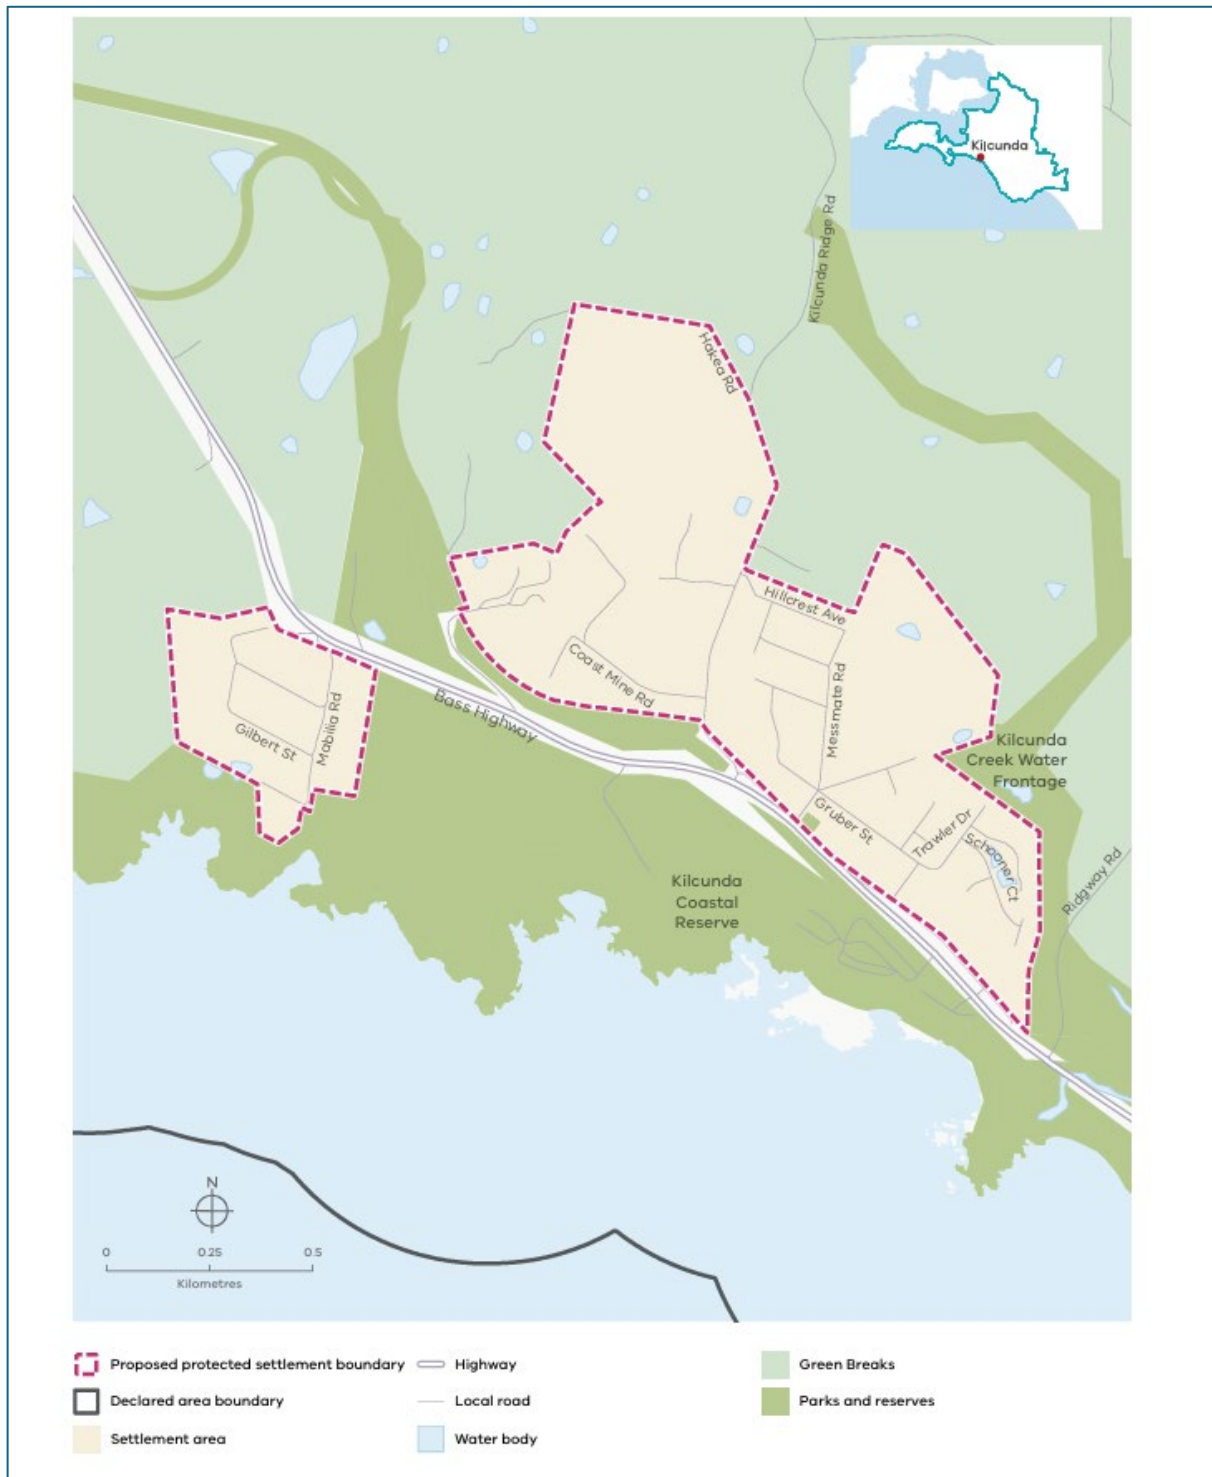 Kilcunda
Kilcunda Ridge Rd
Hakea Rd
Hillcrest Ave
Coast Mine Rd
Messmate Rd
Bass Highway
Mabilia Rd
Gilbert St
Kilcunda
Creek Water
Frontage
Gruber St
Trawler Dr
Schooner Ct
Ridgway Rd
Kilcunda
Coastal
Reserve
N
0 0.25 0.5
Kilometres
Proposed protected settlement boundary
Highway
Green Breaks
Declared area boundary
Local road
Parks and reserves
Settlement area
Water body